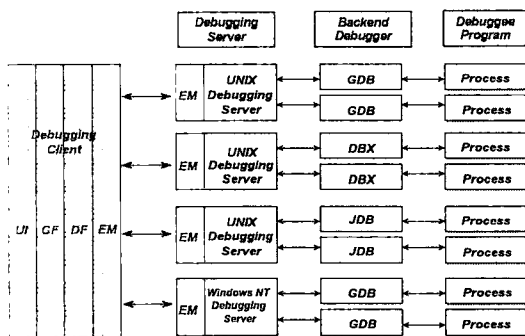 Debugging
Server
Backend
Debugger
Debuggee
Program
Debugging
Client
UI
GF
DF
EM
EM
UNIX
Debugging
Server
GDB
Process
GDB
Process
EM
UNIX
Debugging
Server
DBX
Process
DBX
Process
EM
UNIX
Debugging
Server
JDB
Process
JDB
Process
EM
Windows NT
Debugging
Server
GDB
Process
GDB
Process